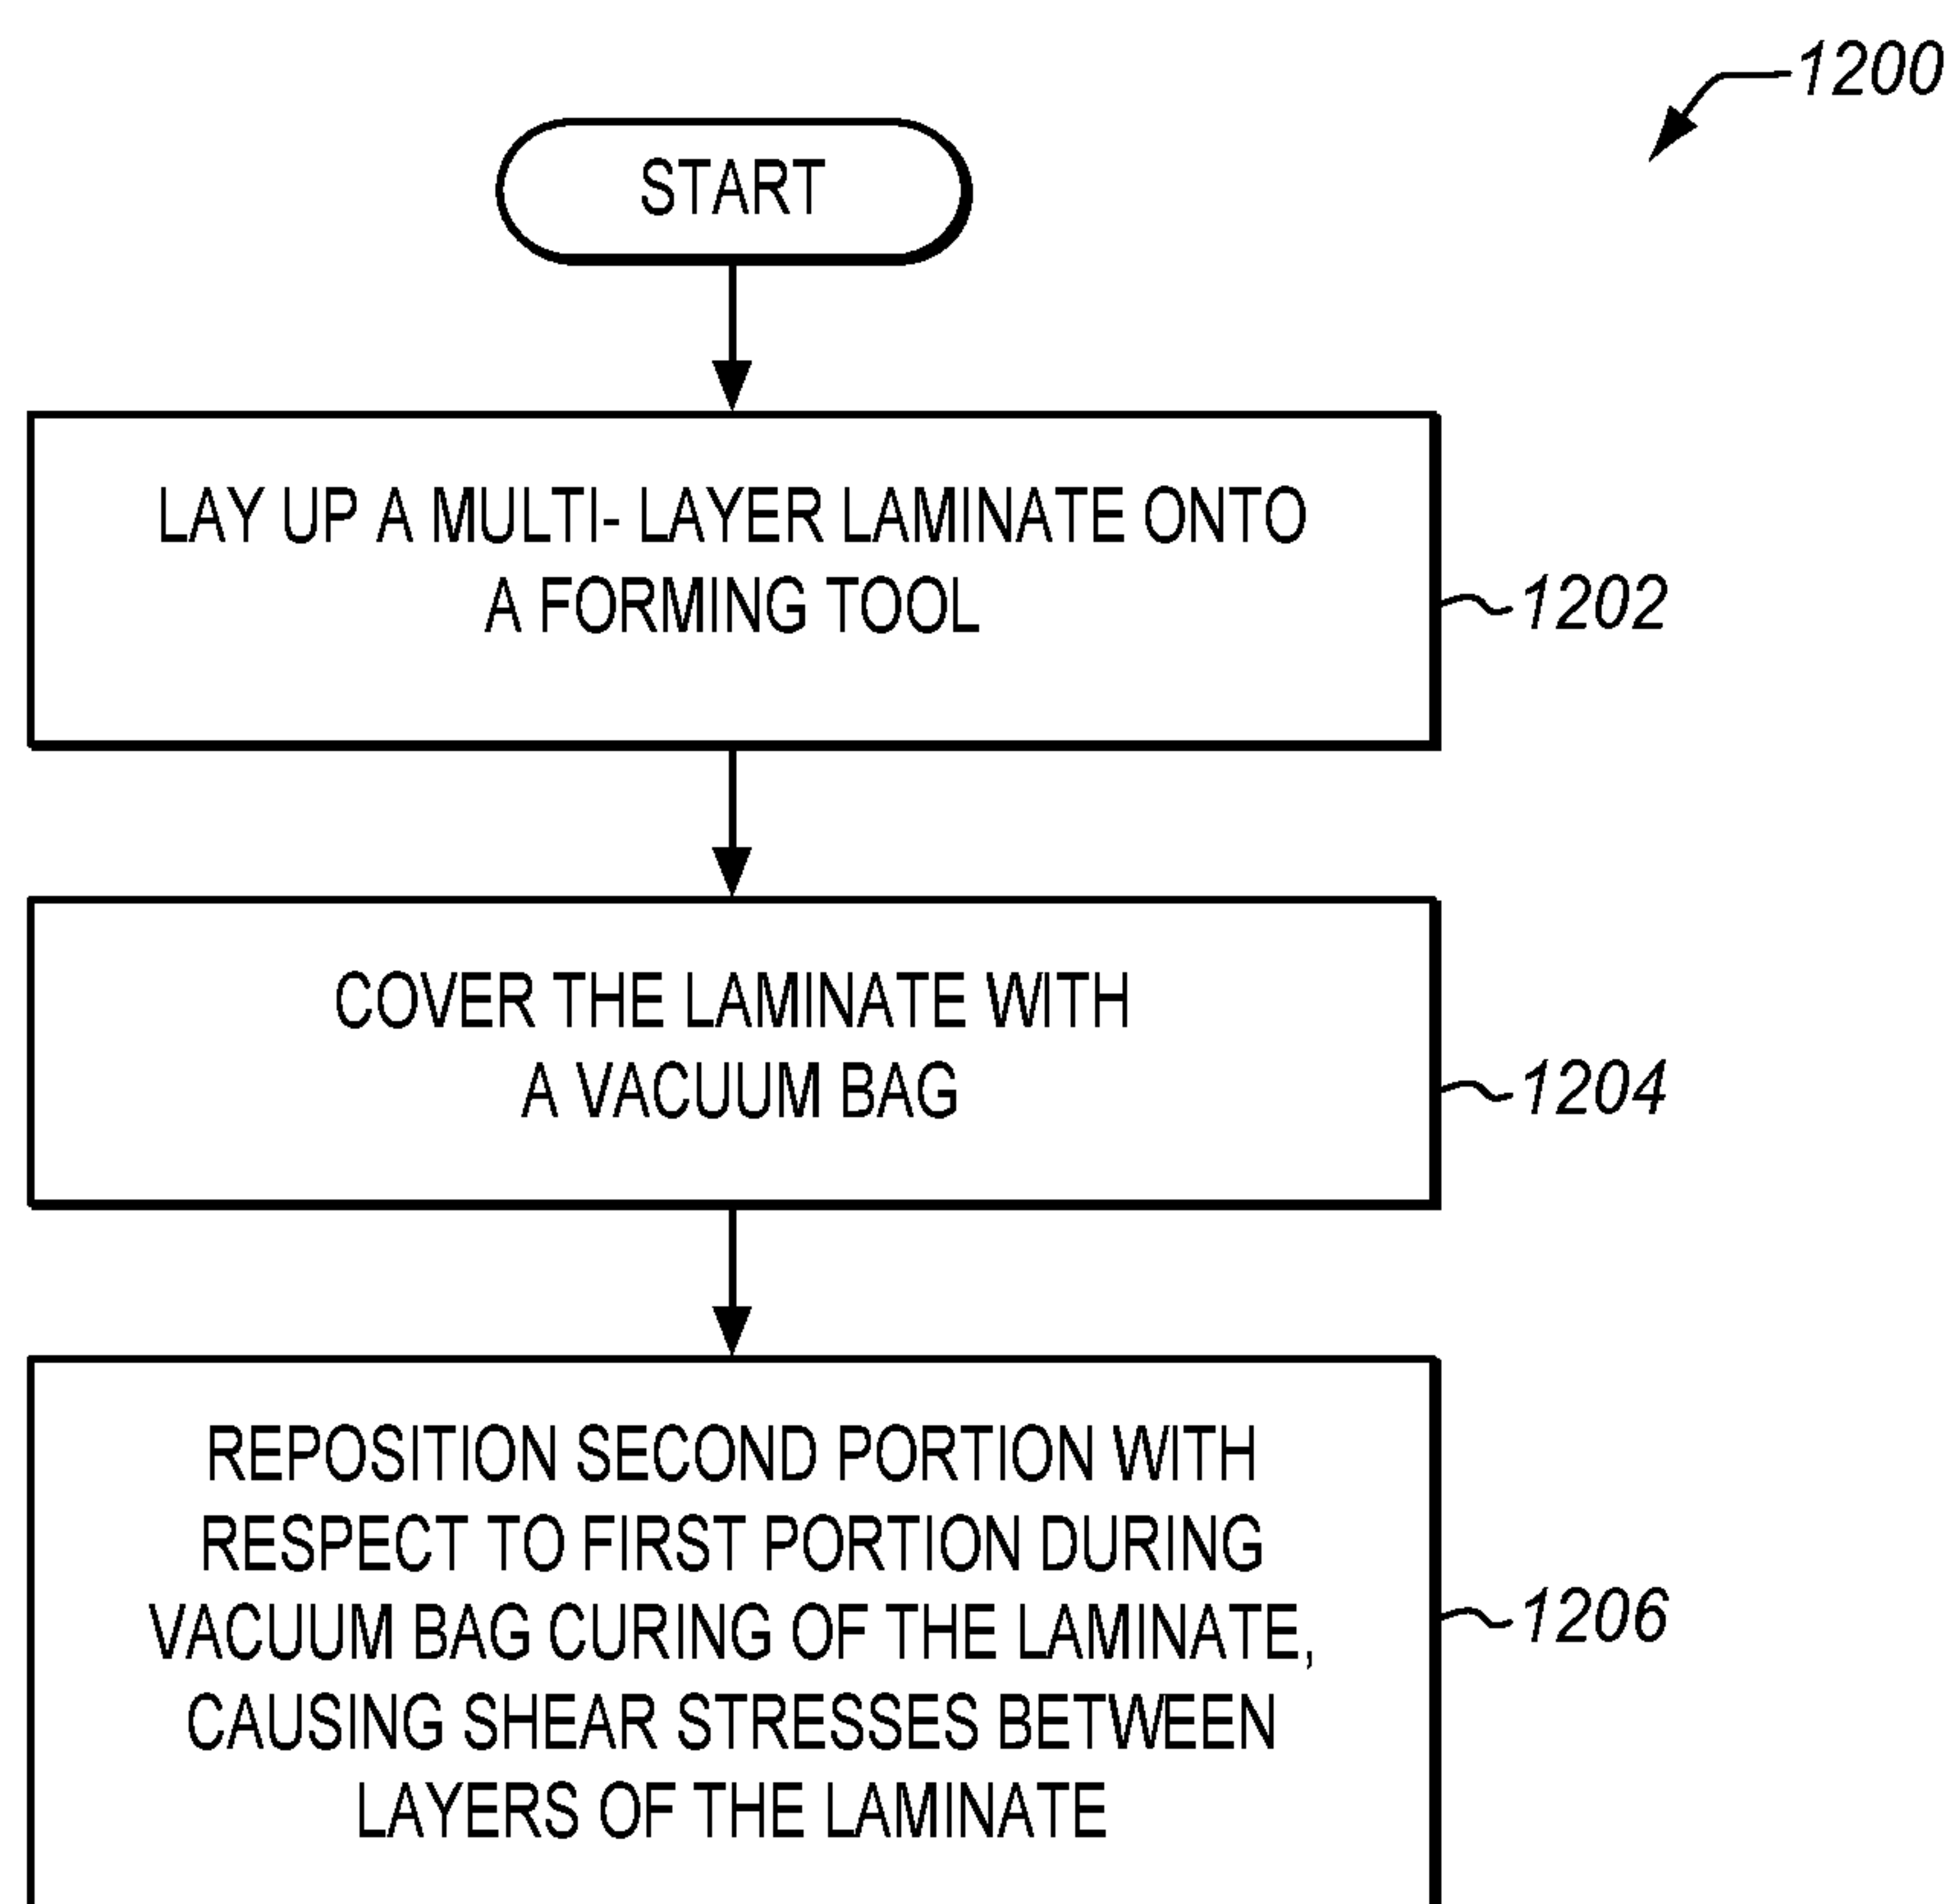 1200
START
LAY UP A MULTI- LAYER LAMINATE ONTO
A FORMING TOOL
1202
COVER THE LAMINATE WITH
A VACUUM BAG
1204
REPOSITION SECOND PORTION WITH
RESPECT TO FIRST PORTION DURING
VACUUM BAG CURING OF THE LAMINATE,
CAUSING SHEAR STRESSES BETWEEN
LAYERS OF THE LAMINATE
1206